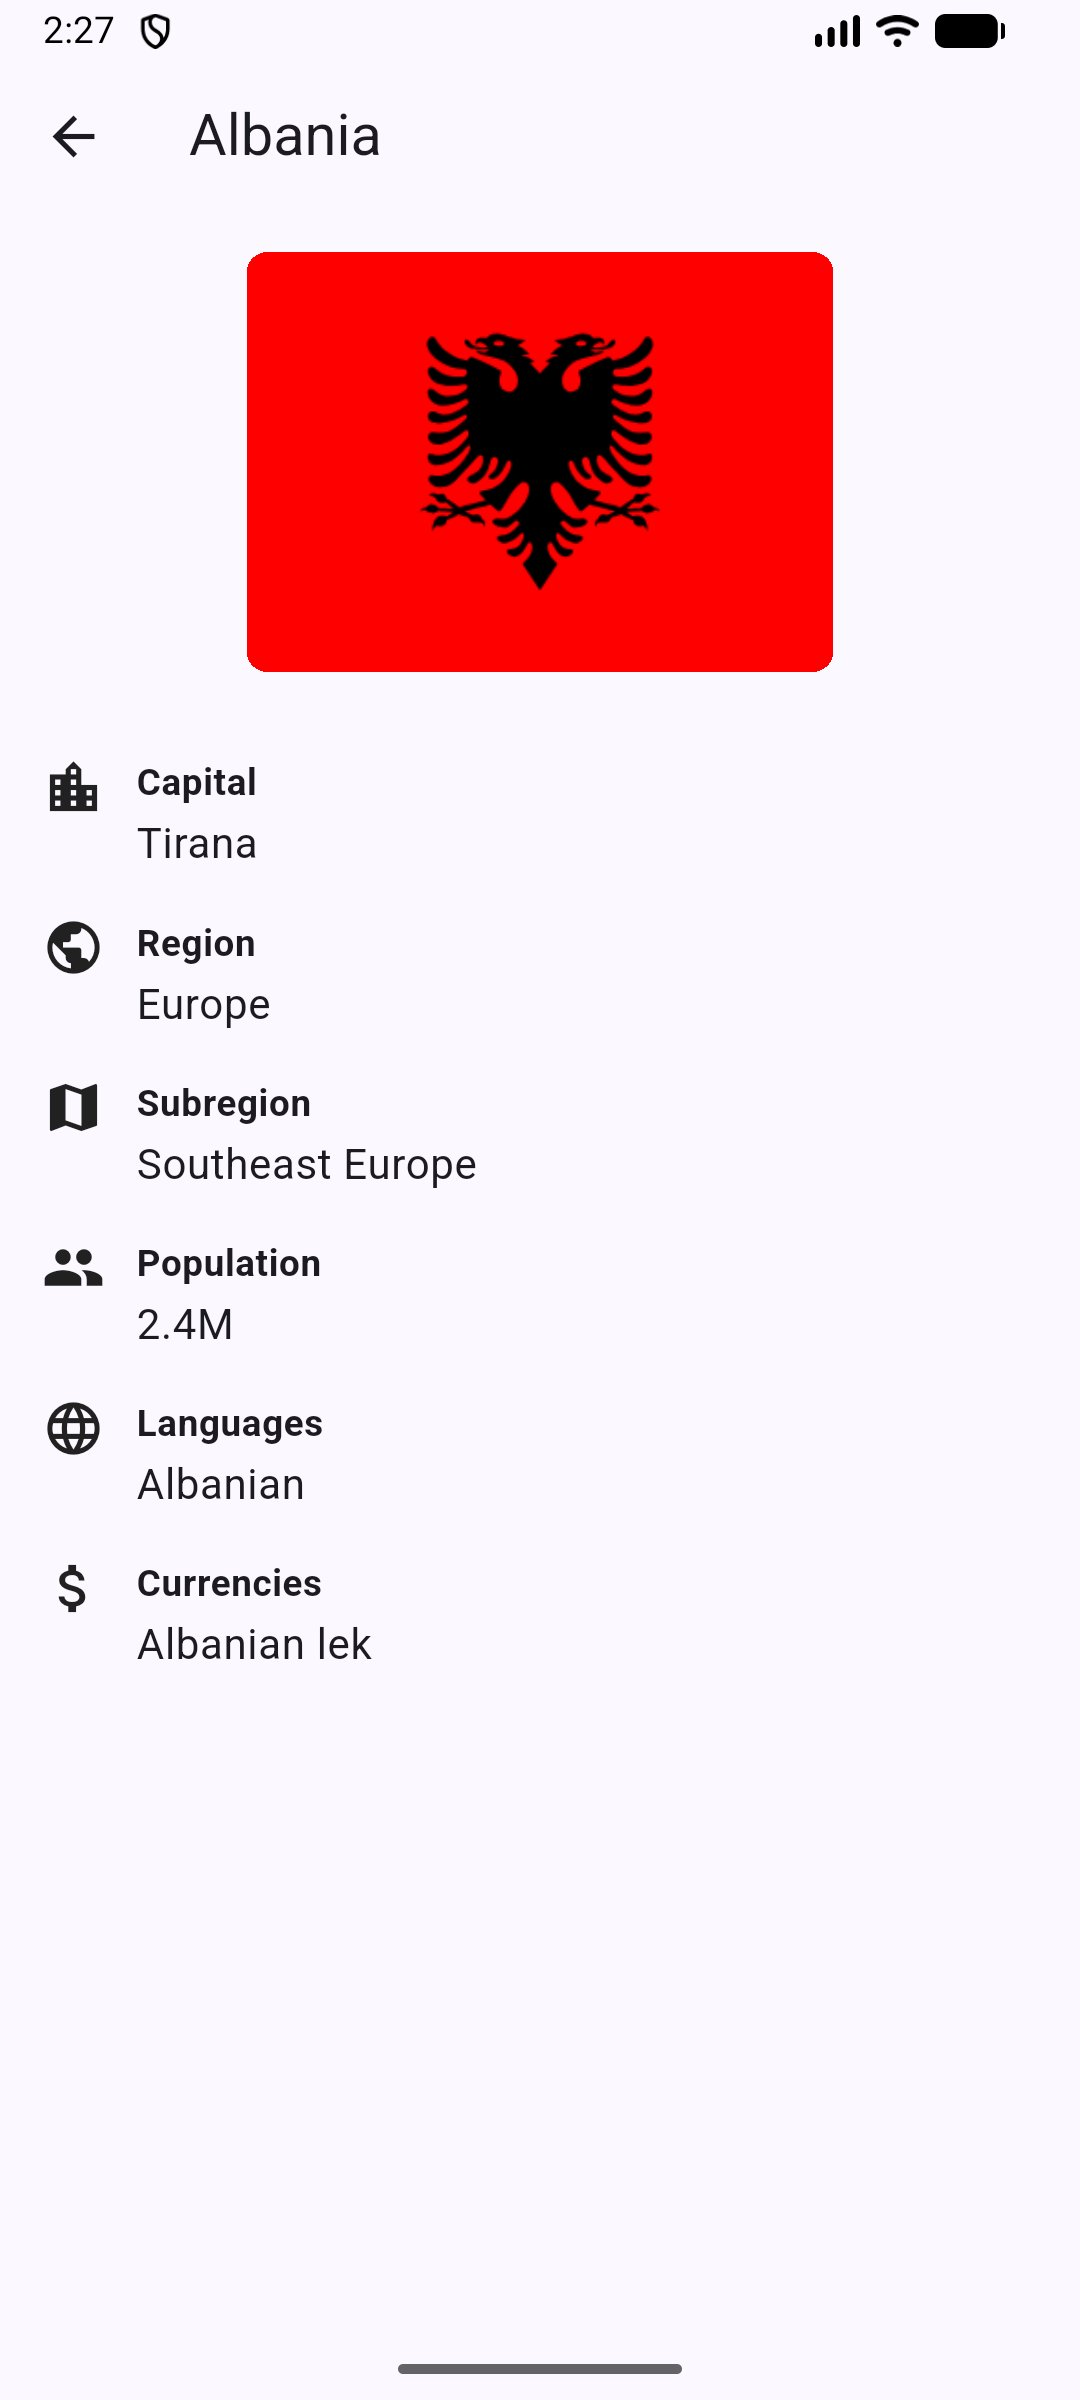 2:27
Albania
Capital
Tirana
Region
Europe
Subregion
Southeast Europe
Population
2.4M
Languages
Albanian
Currencies
Albanian lek